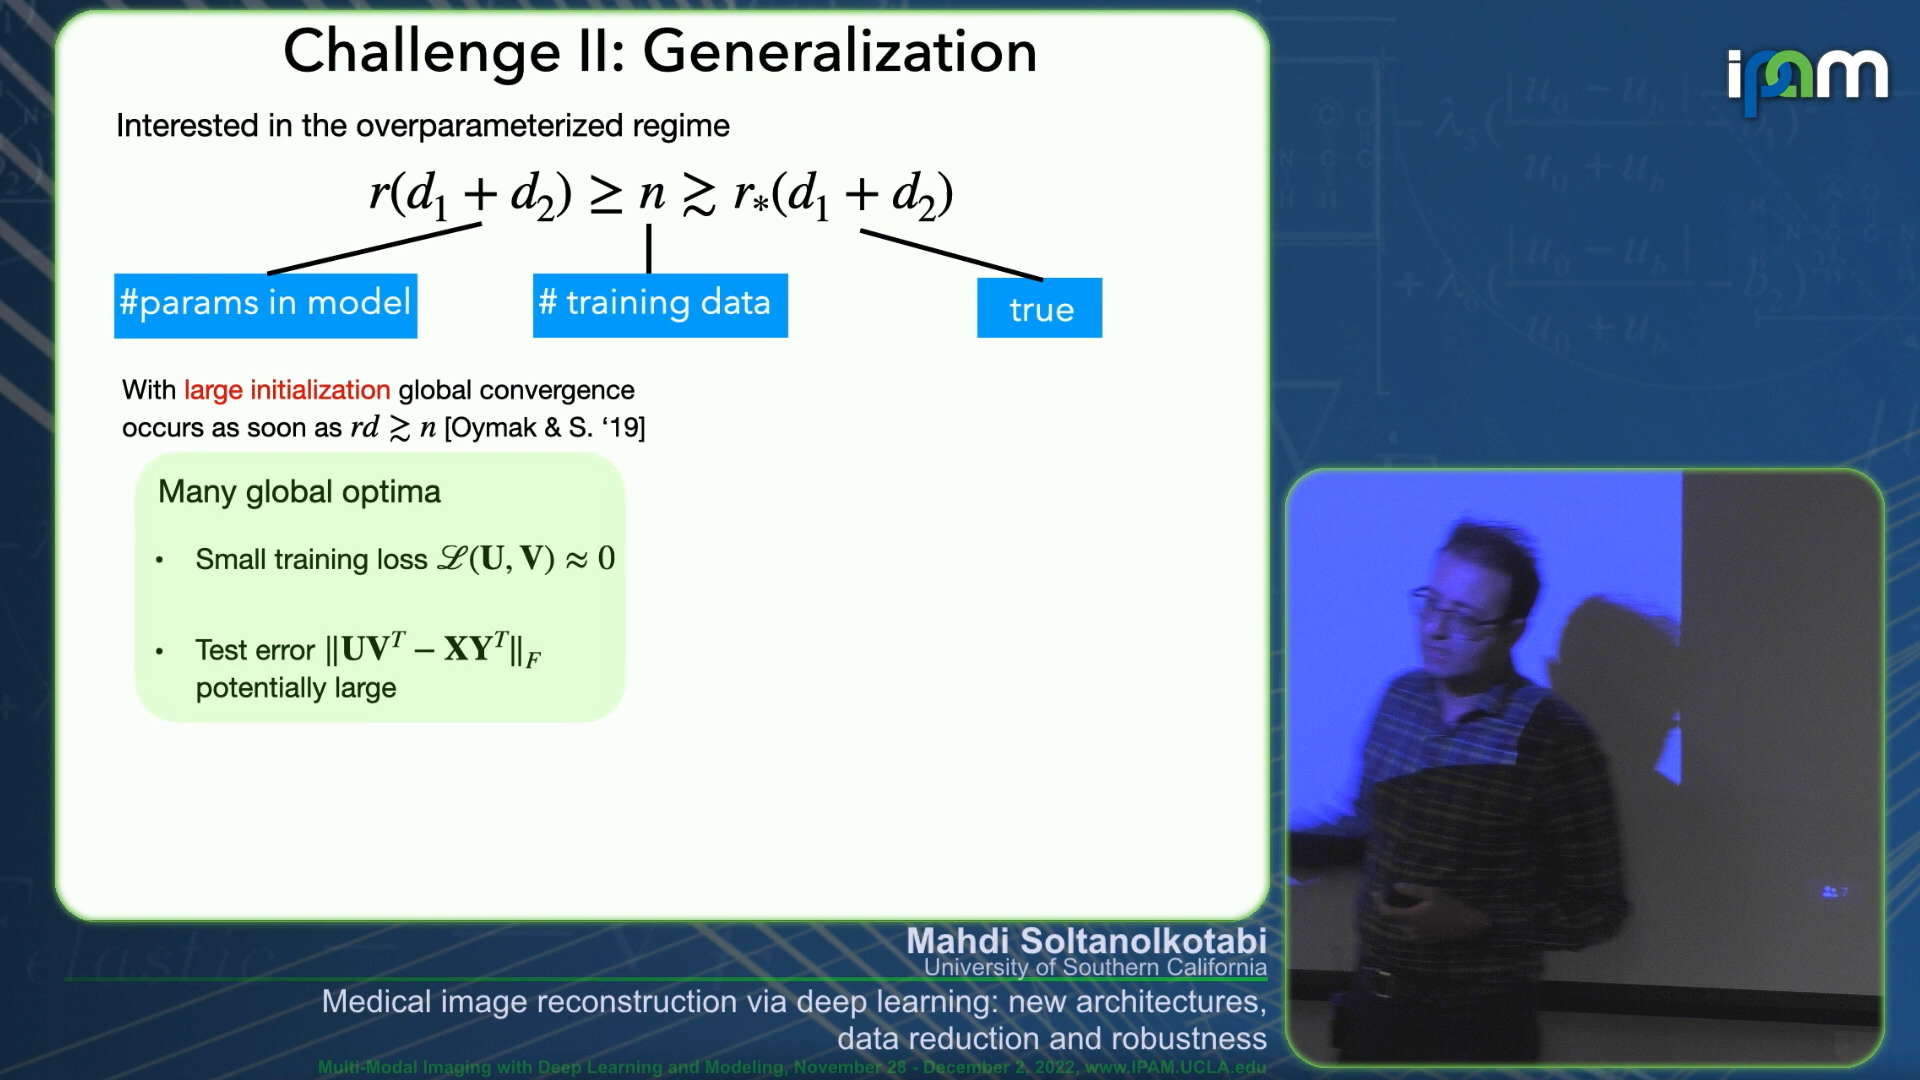 Challenge II: Generalization
ipam
Interested in the overparameterized regime
r(d₁ + d₂) ≥ n ≳ r*(d₁ + d₂)
#params in model
# training data
true
With large initialization global convergence
occurs as soon as rd ≳ n [Oymak & S. ‘19]
Many global optima
• Small training loss ℒ(U, V) ≈ 0
• Test error ∥UVᵀ − XYᵀ∥_F
potentially large
Mahdi Soltanolkotabi
University of Southern California
Medical image reconstruction via deep learning: new architectures,
data reduction and robustness
Multi-Modal Imaging with Deep Learning and Modeling, November 28 - December 2, 2022, www.IPAM.UCLA.edu
elastic